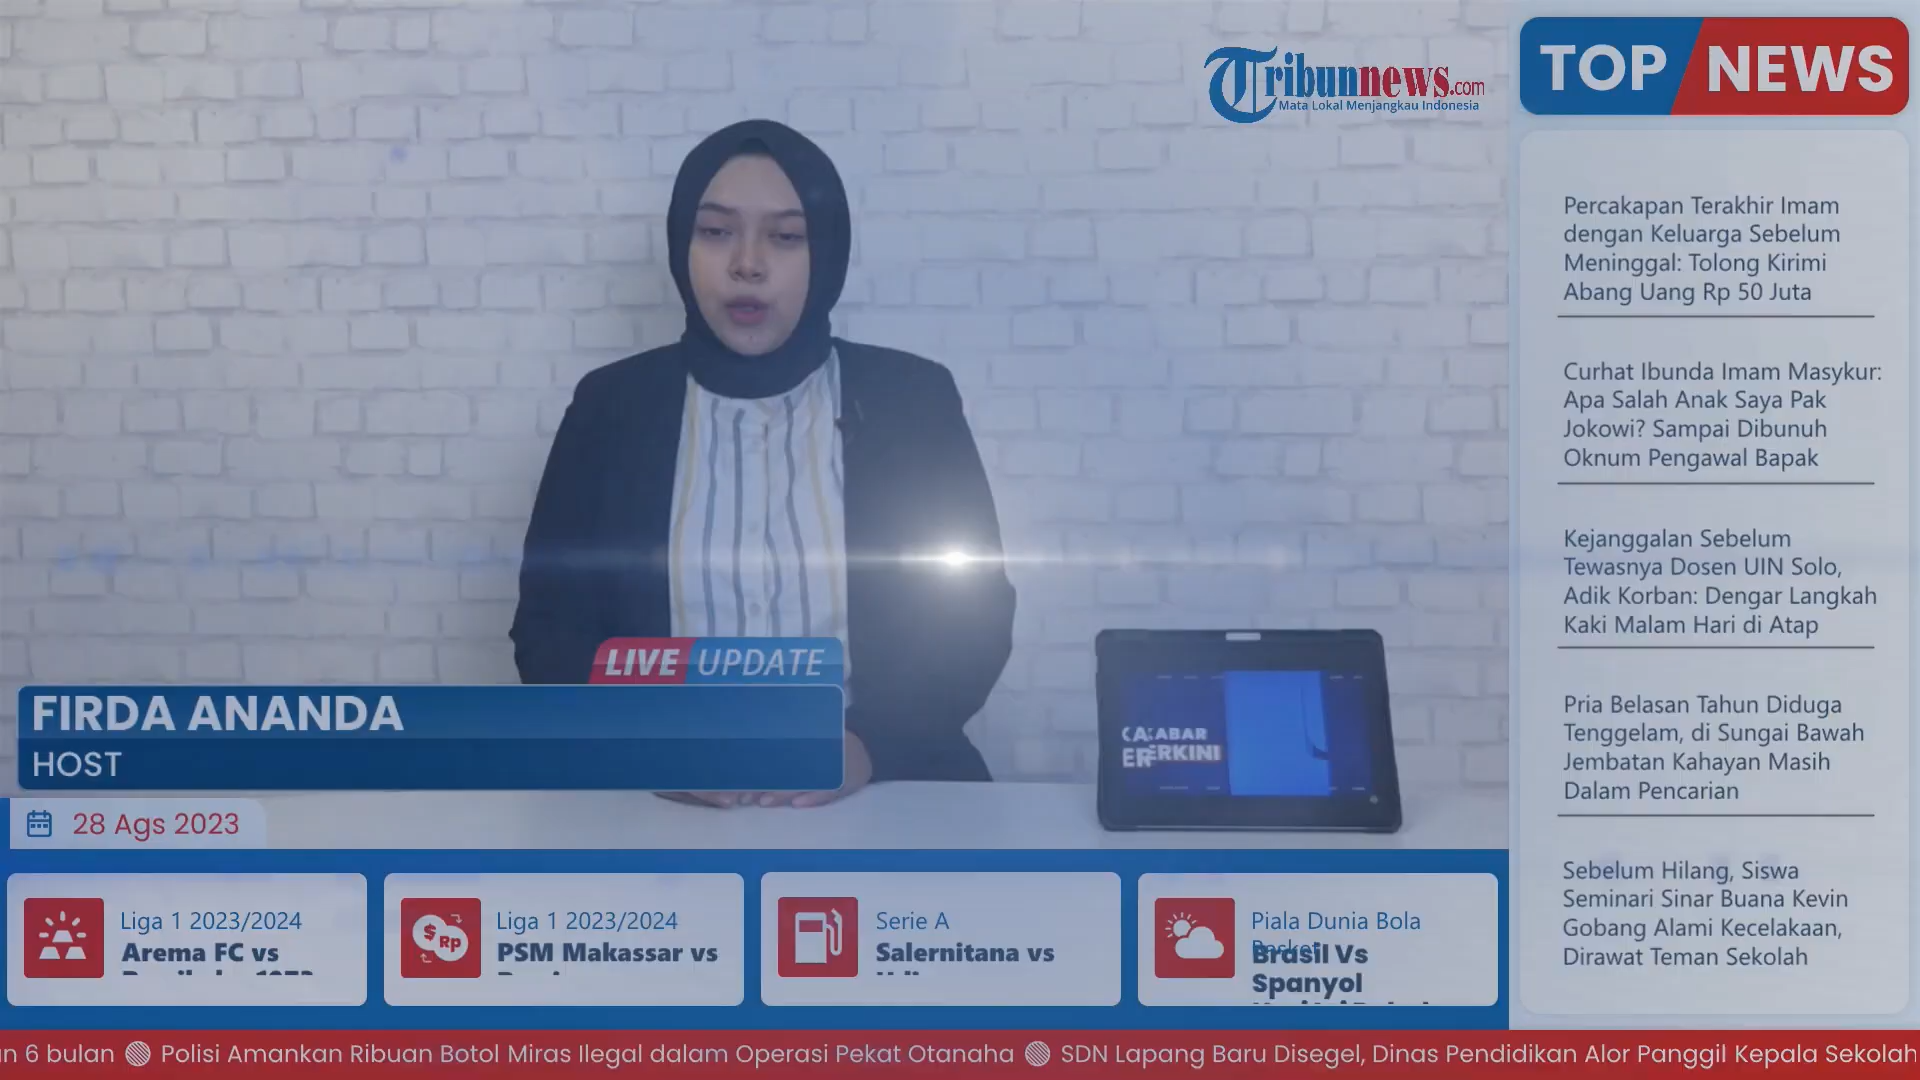 Tribunnews.com
Mata Lokal Menjangkau Indonesia
TOP NEWS
Percakapan Terakhir Imam
dengan Keluarga Sebelum
Meninggal: Tolong Kirimi
Abang Uang Rp 50 Juta
Curhat Ibunda Imam Masykur:
Apa Salah Anak Saya Pak
Jokowi? Sampai Dibunuh
Oknum Pengawal Bapak
Kejanggalan Sebelum
Tewasnya Dosen UIN Solo,
Adik Korban: Dengar Langkah
Kaki Malam Hari di Atap
Pria Belasan Tahun Diduga
Tenggelam, di Sungai Bawah
Jembatan Kahayan Masih
Dalam Pencarian
Sebelum Hilang, Siswa
Seminari Sinar Buana Kevin
Gobang Alami Kecelakaan,
Dirawat Teman Sekolah
LIVE UPDATE
FIRDA ANANDA
HOST
28 Ags 2023
Liga 1 2023/2024
Arema FC vs
Liga 1 2023/2024
PSM Makassar vs
Serie A
Salernitana vs
Piala Dunia Bola
Brasil Vs
Spanyol
n 6 bulan Polisi Amankan Ribuan Botol Miras Ilegal dalam Operasi Pekat Otanaha SDN Lapang Baru Disegel, Dinas Pendidikan Alor Panggil Kepala Sekolah